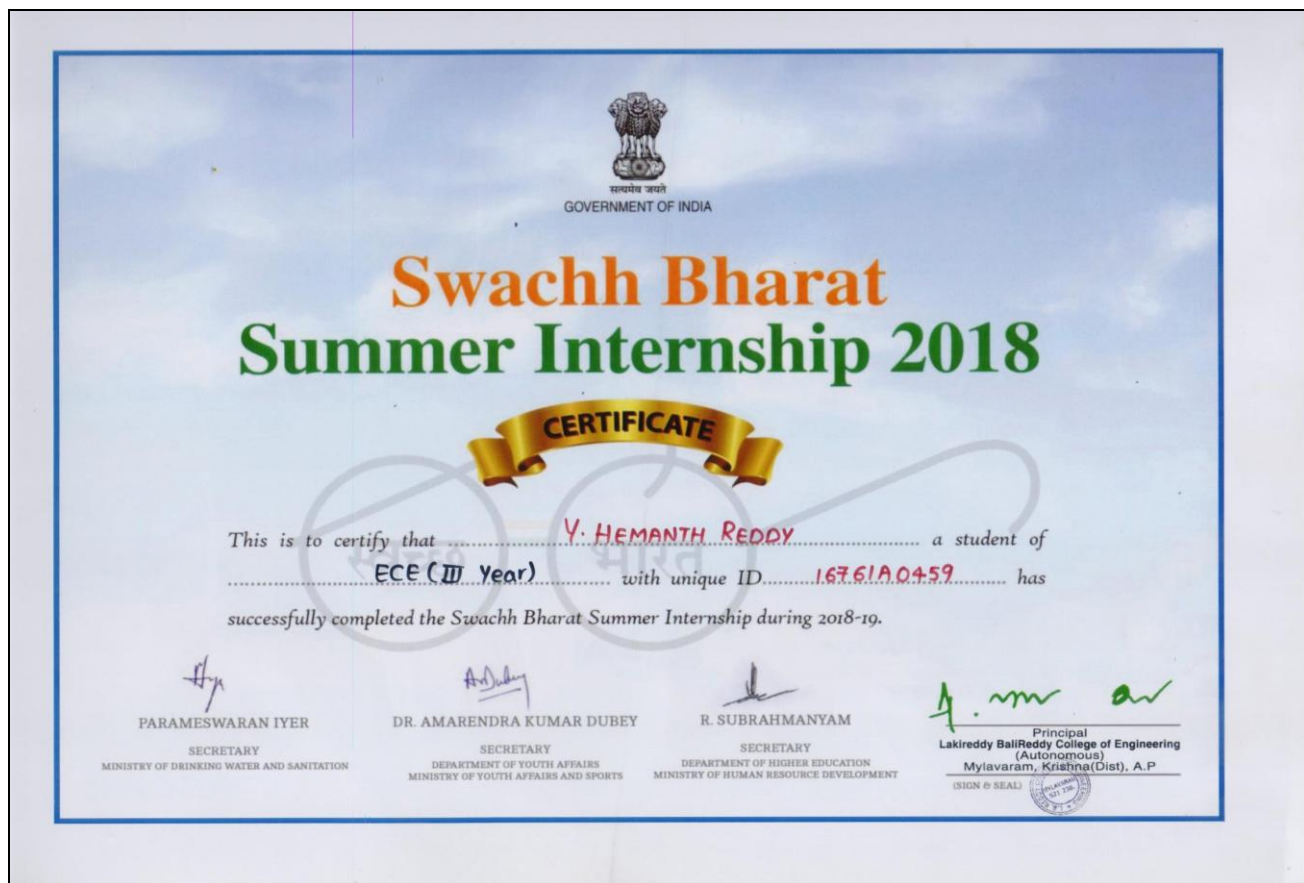 सत्यमेव जयते
GOVERNMENT OF INDIA
Swachh Bharat
Summer Internship 2018
CERTIFICATE
स्वच्छ भारत
This is to certify that ........ Y. HEMANTH REDDY ........ a student of
........ ECE (III Year) ........ with unique ID ........ 16761A0459 ........ has
successfully completed the Swachh Bharat Summer Internship during 2018-19.
PARAMESWARAN IYER
SECRETARY
MINISTRY OF DRINKING WATER AND SANITATION
DR. AMARENDRA KUMAR DUBEY
SECRETARY
DEPARTMENT OF YOUTH AFFAIRS
MINISTRY OF YOUTH AFFAIRS AND SPORTS
R. SUBRAHMANYAM
SECRETARY
DEPARTMENT OF HIGHER EDUCATION
MINISTRY OF HUMAN RESOURCE DEVELOPMENT
Principal
Lakireddy BaliReddy College of Engineering
(Autonomous)
Mylavaram, Krishna(Dist), A.P
(SIGN & SEAL)